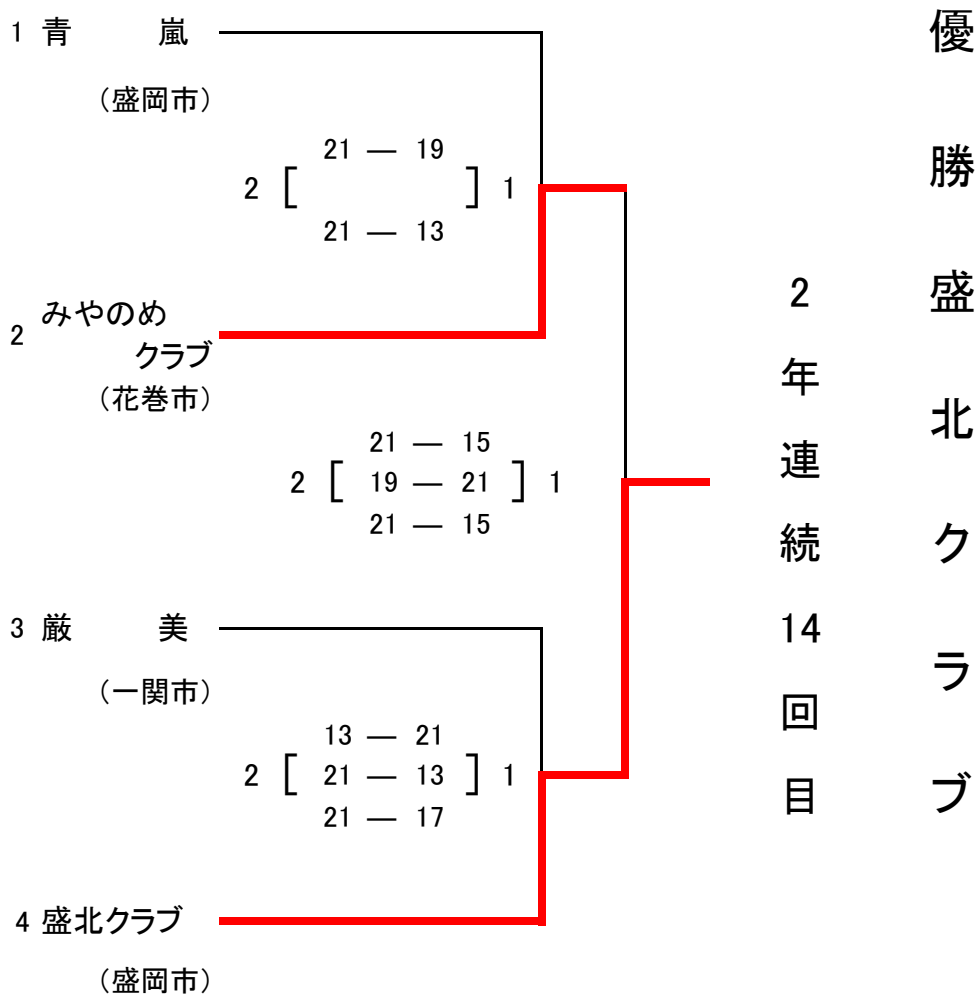 1 青 嵐
（盛岡市）
21 ― 19
2 [ ] 1
21 ― 13
2 みやのめ
クラブ
（花巻市）
21 ― 15
2 [ 19 ― 21 ] 1
21 ― 15
3 厳 美
（一関市）
13 ― 21
2 [ 21 ― 13 ] 1
21 ― 17
4 盛北クラブ
（盛岡市）
優勝盛北クラブ
2年連続14回目